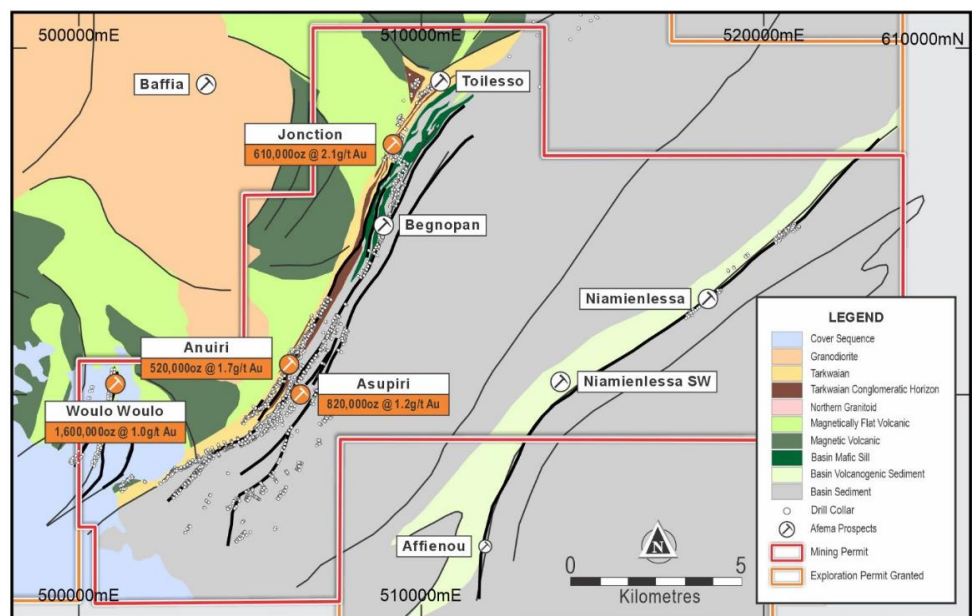 500000mE
510000mE
520000mE
610000mN
Baffia
Toilesso
Jonction
610,000oz @ 2.1g/t Au
Begnopan
Niamienlessa
Anuiri
520,000oz @ 1.7g/t Au
Asupiri
820,000oz @ 1.2g/t Au
Niamienlessa SW
Woulo Woulo
1,600,000oz @ 1.0g/t Au
Affienou
N
0
5
Kilometres
500000mE
510000mE
LEGEND
Cover Sequence
Granodiorite
Tarkwaian
Tarkwaian Conglomeratic Horizon
Northern Granitoid
Magnetically Flat Volcanic
Magnetic Volcanic
Basin Mafic Sill
Basin Volcanogenic Sediment
Basin Sediment
Drill Collar
Afema Prospects
Mining Permit
Exploration Permit Granted